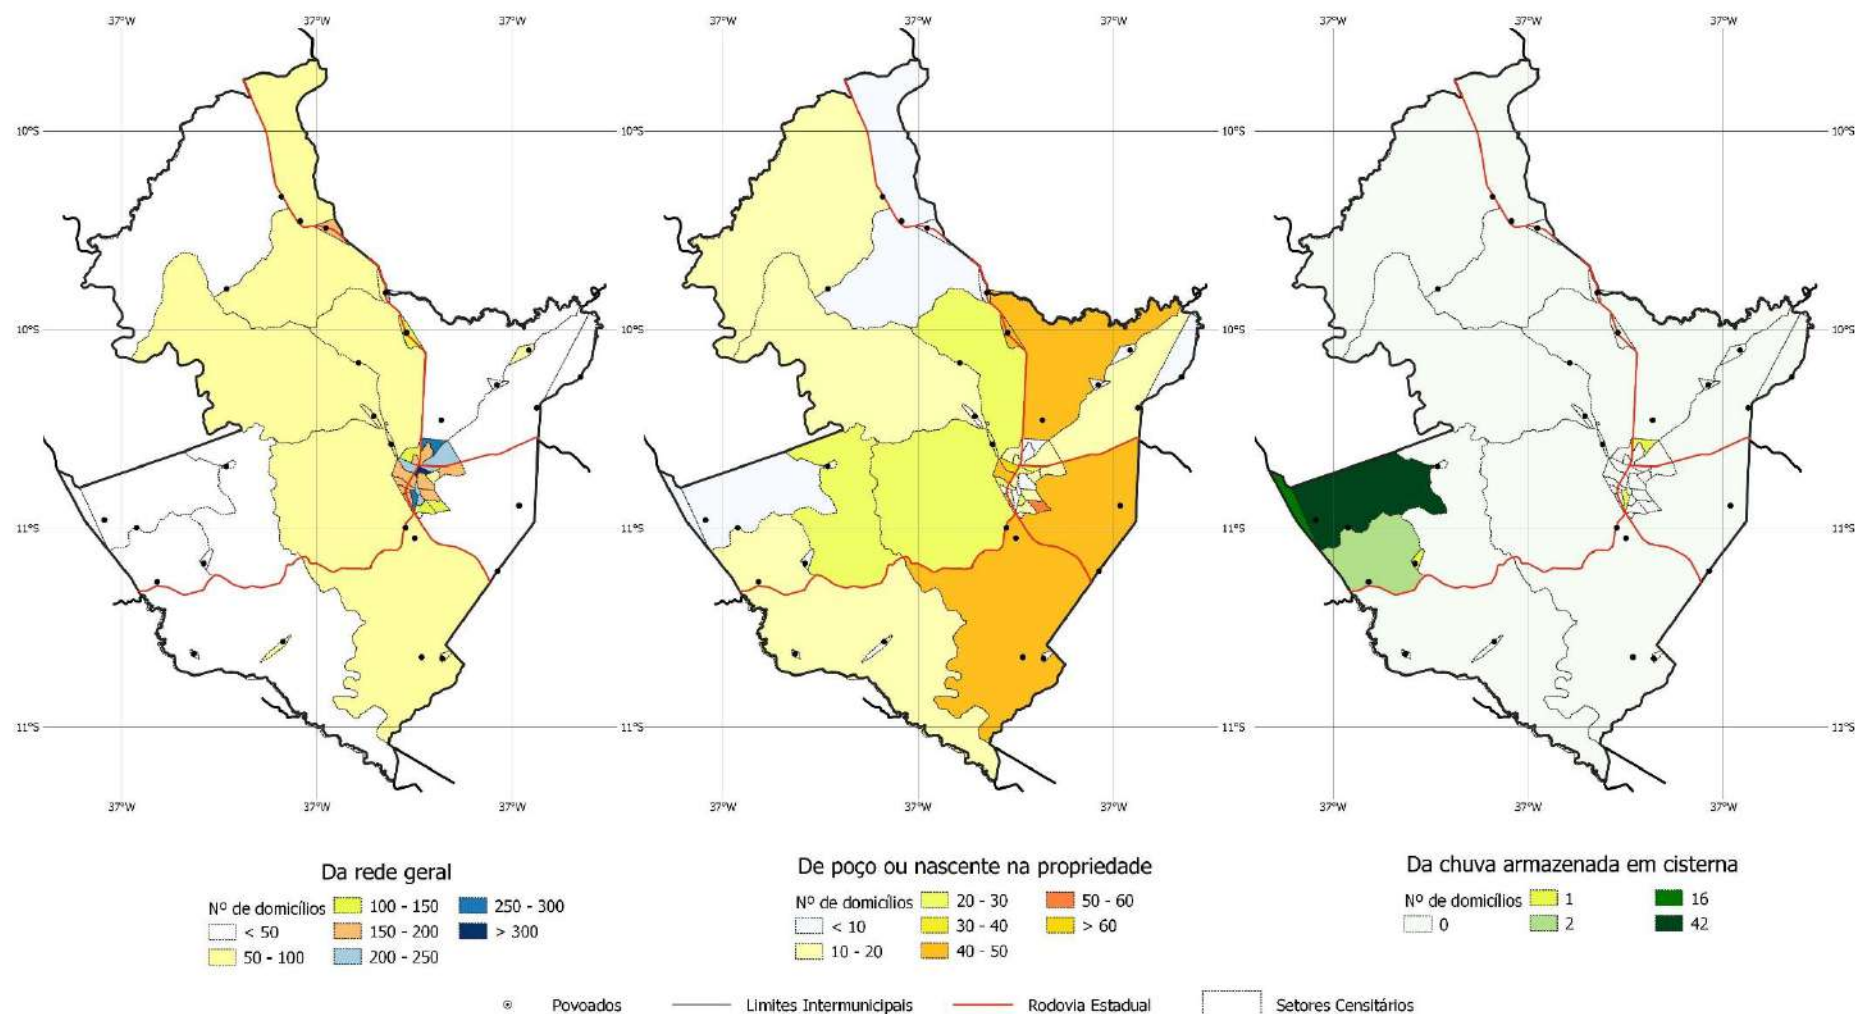 37°W 37°W 37°W 37°W 37°W 37°W 37°W 37°W 37°W
10°S 10°S 10°S 10°S
10°S 10°S 10°S 10°S
11°S 11°S 11°S 11°S
11°S 11°S 11°S 11°S
37°W 37°W 37°W 37°W 37°W 37°W 37°W 37°W 37°W
Da rede geral
Nº de domicílios
< 50
50 - 100
100 - 150
150 - 200
200 - 250
250 - 300
> 300
De poço ou nascente na propriedade
Nº de domicílios
< 10
10 - 20
20 - 30
30 - 40
40 - 50
50 - 60
> 60
Da chuva armazenada em cisterna
Nº de domicílios
0
1
2
16
42
Povoados Limites Intermunicipais Rodovia Estadual Setores Censitários